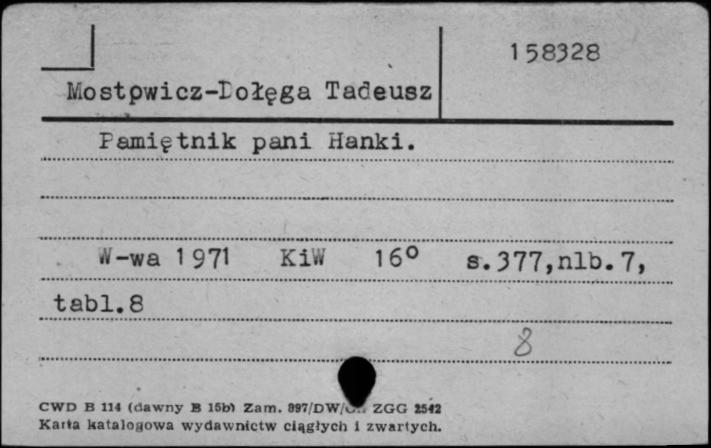 158328
Mostowicz-Dołęga Tadeusz
Pamiętnik pani Hanki.
W-wa 1971 KiW 16° s.377,nlb.7,
tabl.8
8
CWD B 114 (dawny B 15b) Zam. 897/DW/ ZGG 2542
Karta katalogowa wydawnictw ciągłych i zwartych.